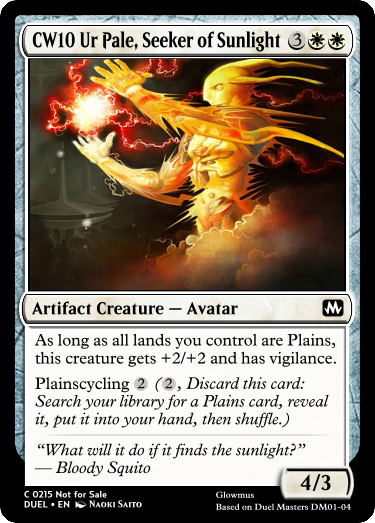 CW10 Ur Pale, Seeker of Sunlight 3
Artifact Creature — Avatar
As long as all lands you control are Plains,
this creature gets +2/+2 and has vigilance.
Plainscycling 2 (2, Discard this card:
Search your library for a Plains card, reveal
it, put it into your hand, then shuffle.)
“What will it do if it finds the sunlight?”
— Bloody Squito
4/3
C 0215 Not for Sale
DUEL • EN Naoki Saito
Glowmus
Based on Duel Masters DM01-04